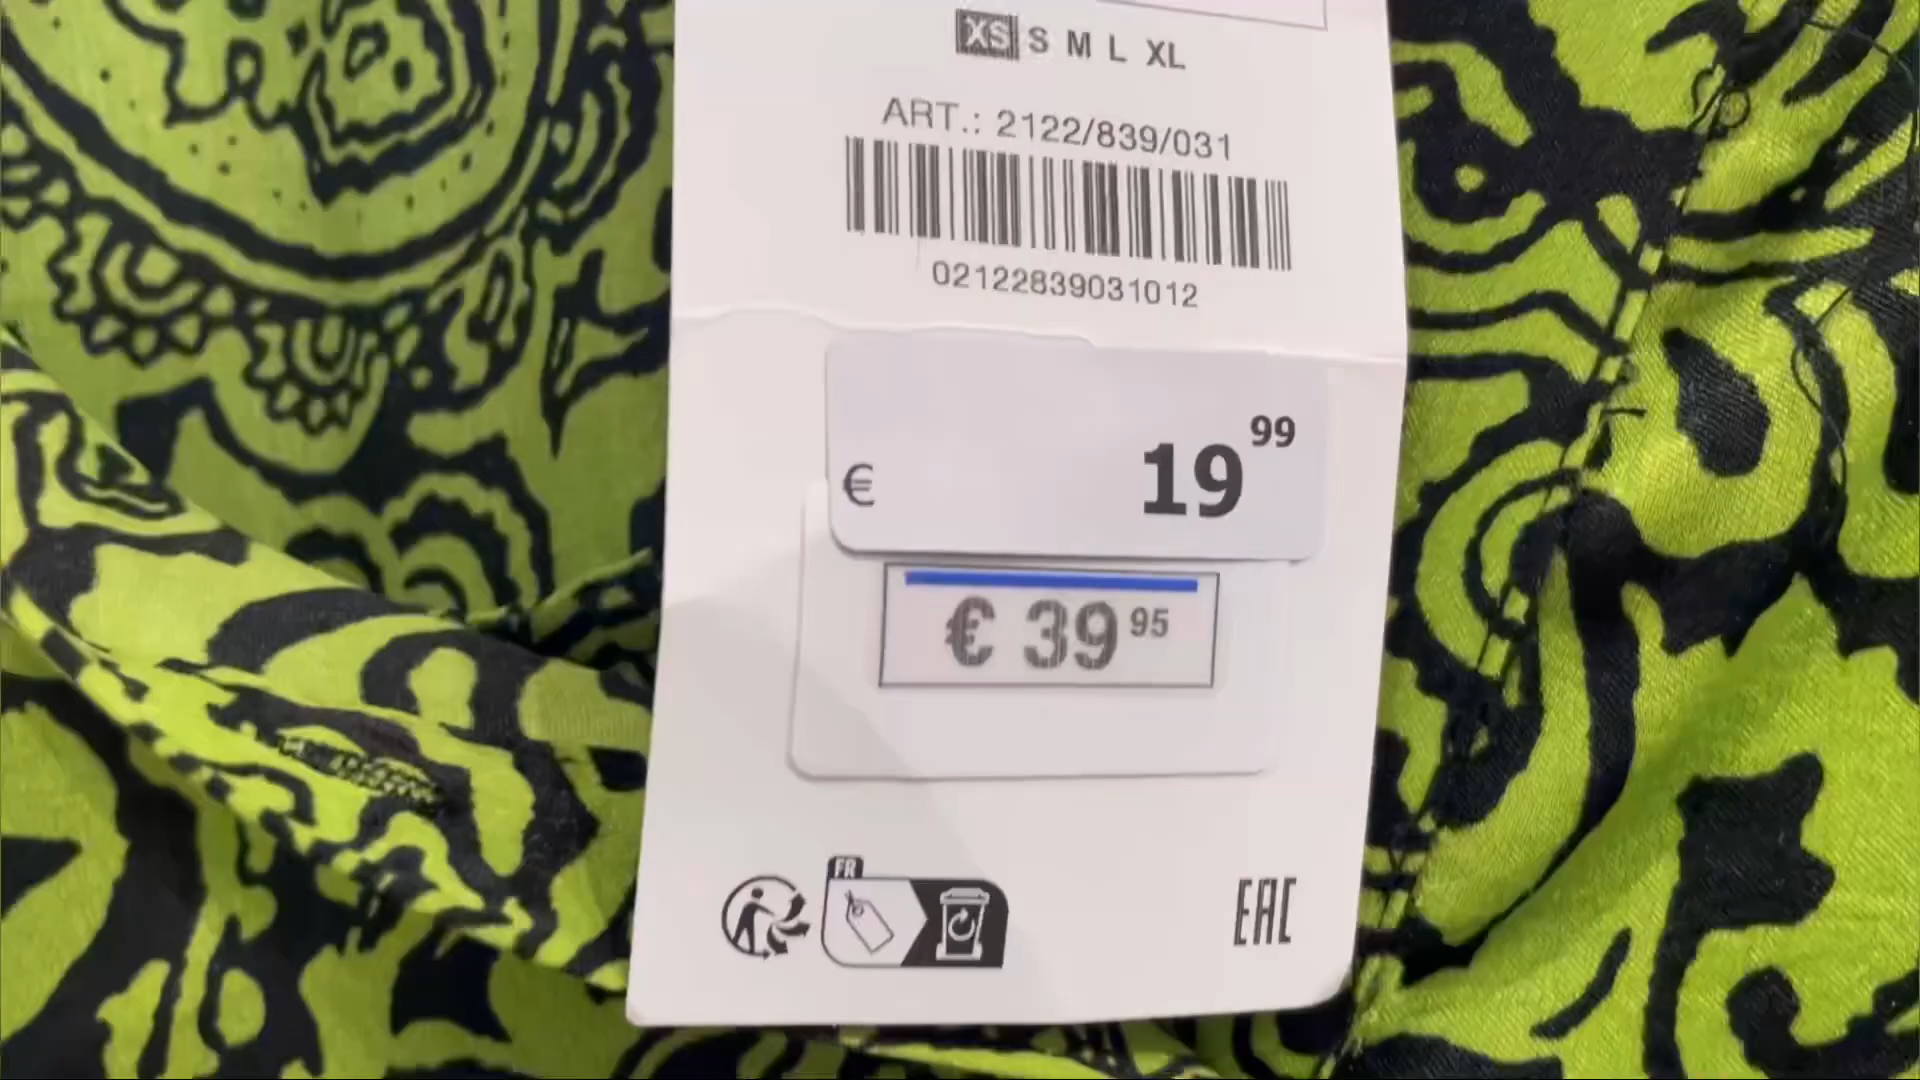 XS S M L XL
ART.: 2122/839/031
02122839031012
€ 19 99
€ 39 95
FR
EAC